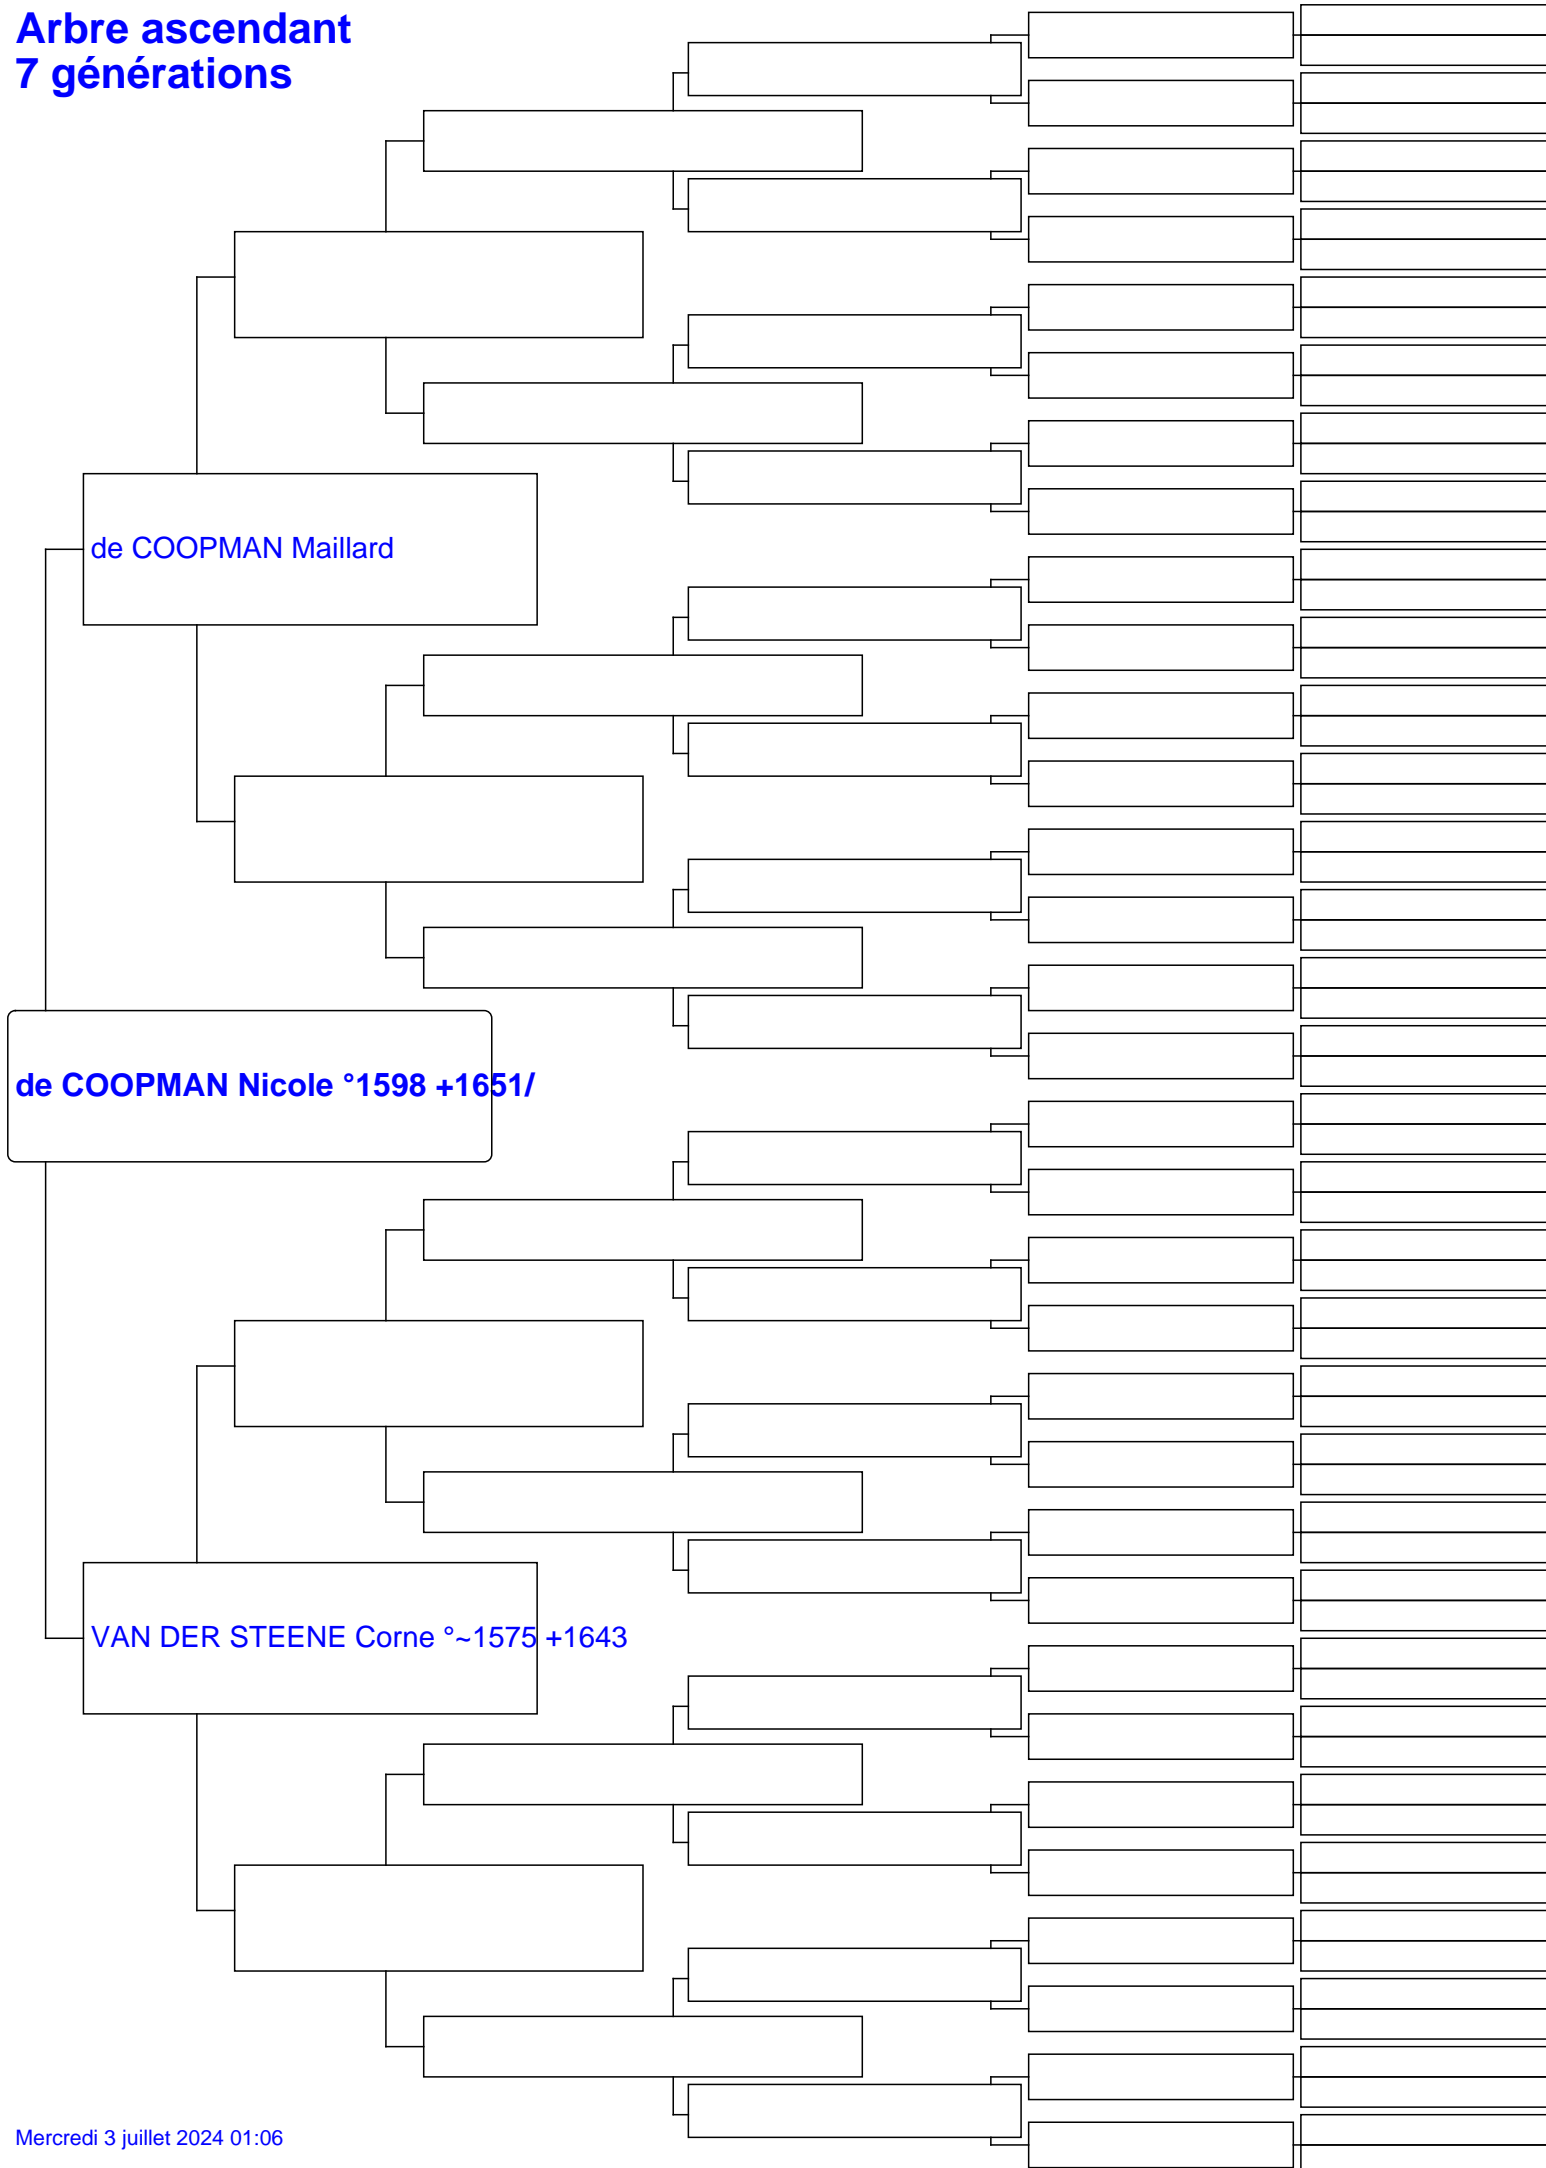 Arbre ascendant
7 générations
de COOPMAN Maillard
de COOPMAN Nicole °1598 +1651/
VAN DER STEENE Corne °~1575 +1643
Mercredi 3 juillet 2024 01:06